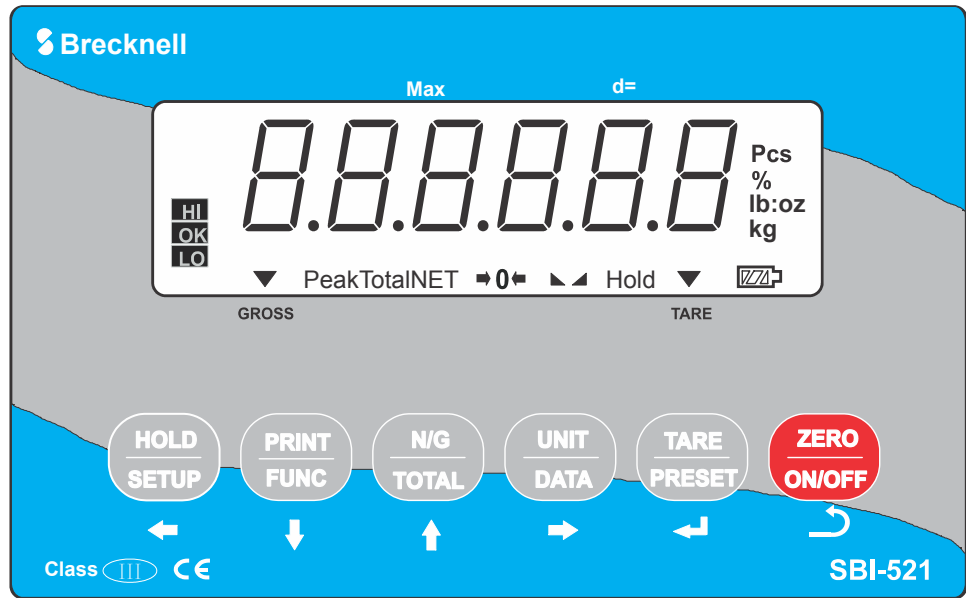 Brecknell
Max d=
8.8.8.8.8.8
Pcs
%
lb:oz
kg
HI
OK
LO
PeakTotalNET ➡0⬅ Hold
GROSS TARE
HOLD PRINT N/G UNIT TARE ZERO
SETUP FUNC TOTAL DATA PRESET ON/OFF
Class III CE SBI-521